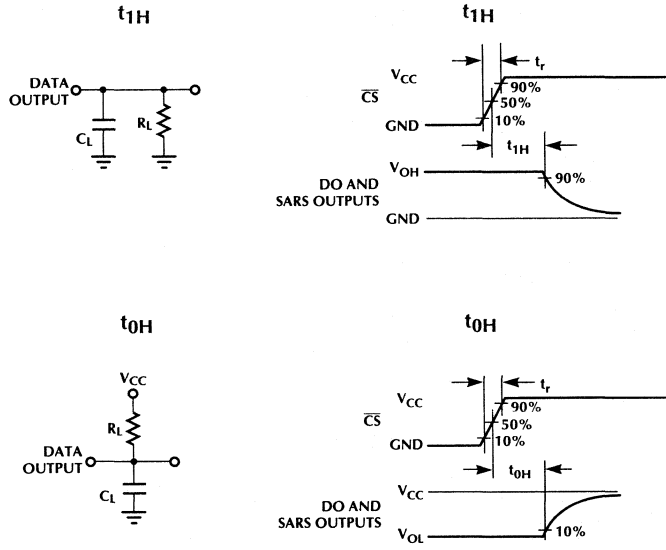 t1H
DATA
OUTPUT
CL
RL
t1H
tr
VCC
CS
GND
90%
50%
10%
t1H
VOH
DO AND
SARS OUTPUTS
GND
90%
t0H
VCC
RL
DATA
OUTPUT
CL
t0H
tr
VCC
CS
GND
90%
50%
10%
t0H
VCC
DO AND
SARS OUTPUTS
VOL
10%